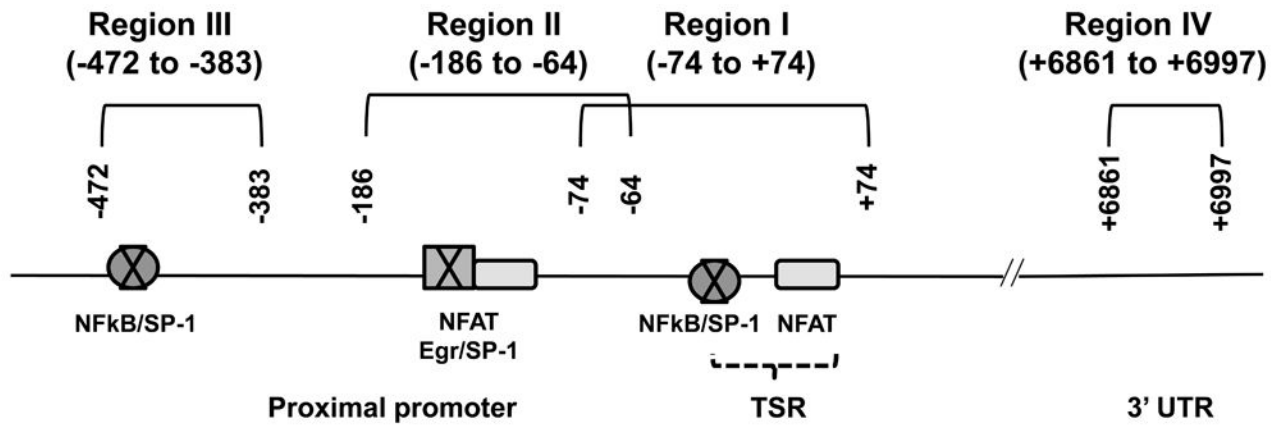 Region III
(-472 to -383)
Region II
(-186 to -64)
Region I
(-74 to +74)
Region IV
(+6861 to +6997)
-472
-383
-186
-74
-64
+74
+6861
+6997
//
NFkB/SP-1
NFAT
Egr/SP-1
NFkB/SP-1
NFAT
Proximal promoter
TSR
3’ UTR